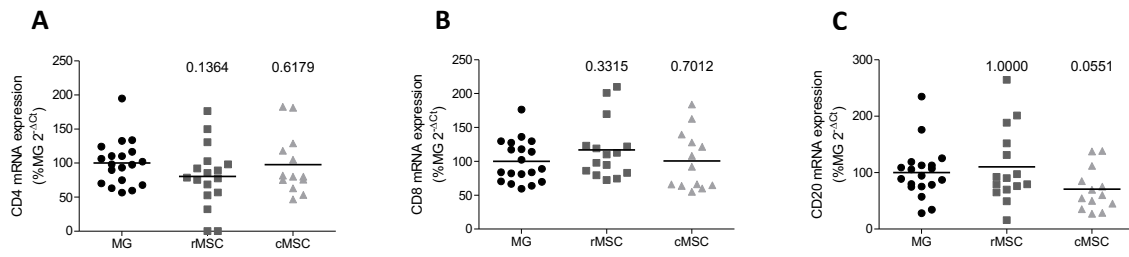 A
CD4 mRNA expression
(%MG 2^-ΔCt)
250
200
150
100
50
0
0.1364 0.6179
MG rMSC cMSC
B
CD8 mRNA expression
(%MG 2^-ΔCt)
250
200
150
100
50
0
0.3315 0.7012
MG rMSC cMSC
C
CD20 mRNA expression
(%MG 2^-ΔCt)
300
200
100
0
1.0000 0.0551
MG rMSC cMSC